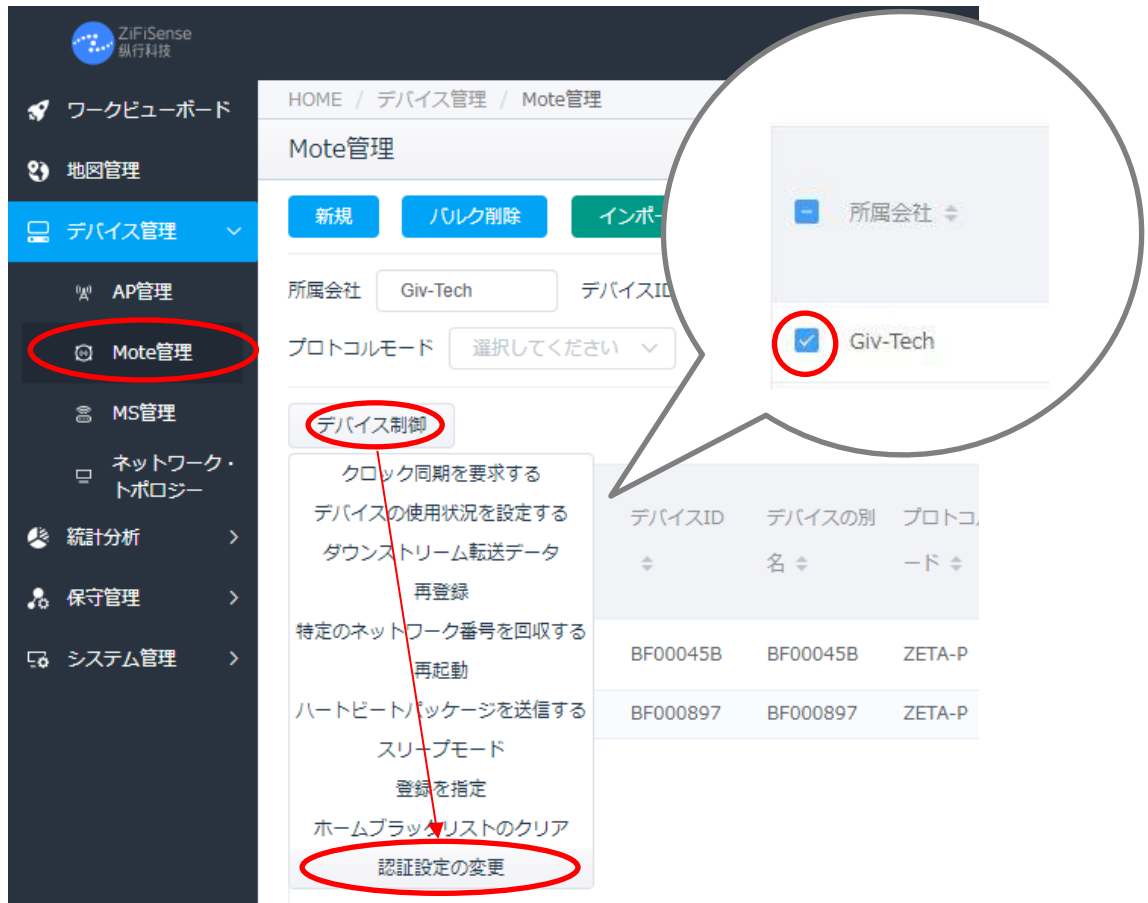 ZiFiSense
纵行科技
ワークビューボード
地図管理
デバイス管理
AP管理
Mote管理
MS管理
ネットワーク・
トポロジー
統計分析
保守管理
システム管理
HOME / デバイス管理 / Mote管理
Mote管理
新規
バルク削除
インポー
所属会社
Giv-Tech
デバイスID
プロトコルモード
選択してください
デバイス制御
クロック同期を要求する
デバイスの使用状況を設定する
ダウンストリーム転送データ
再登録
特定のネットワーク番号を回収する
再起動
ハートビートパッケージを送信する
スリープモード
登録を指定
ホームブラックリストのクリア
認証設定の変更
デバイスID
デバイスの別
名
プロトコル
ード
BF00045B BF00045B ZETA-P
BF000897 BF000897 ZETA-P
所属会社
Giv-Tech